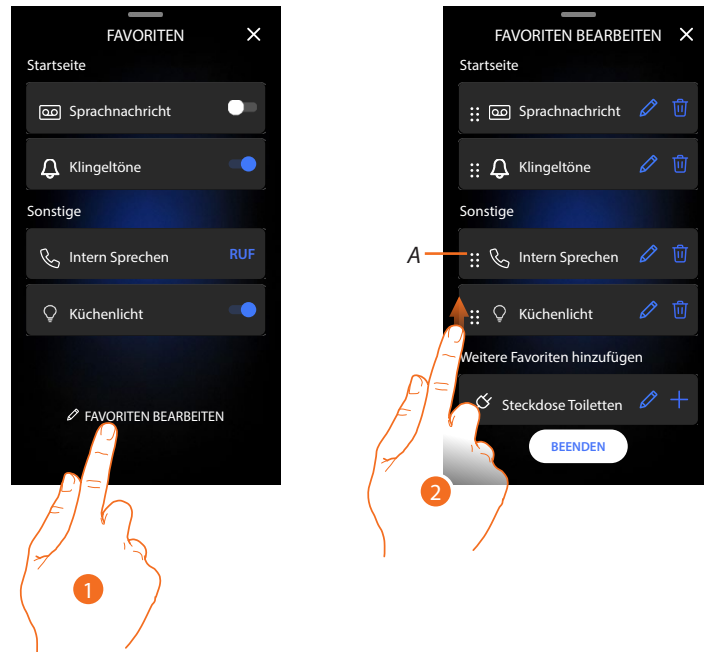 FAVORITEN
Startseite
Sprachnachricht
Klingeltöne
Sonstige
Intern Sprechen RUF
Küchenlicht
FAVORITEN BEARBEITEN
1
FAVORITEN BEARBEITEN
Startseite
Sprachnachricht
Klingeltöne
Sonstige
A
Intern Sprechen
Küchenlicht
Weitere Favoriten hinzufügen
Steckdose Toiletten
BEENDEN
2